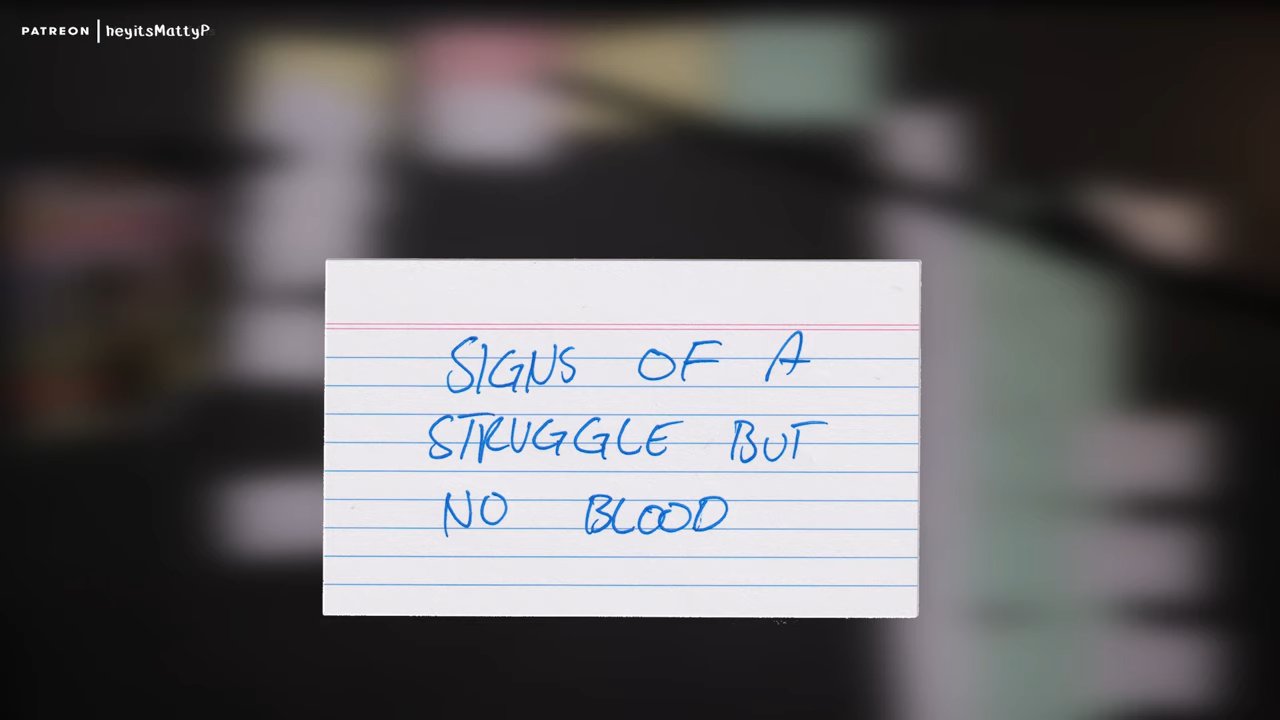 PATREON | heyitsMattyP
SIGNS OF A
STRUGGLE BUT
NO BLOOD